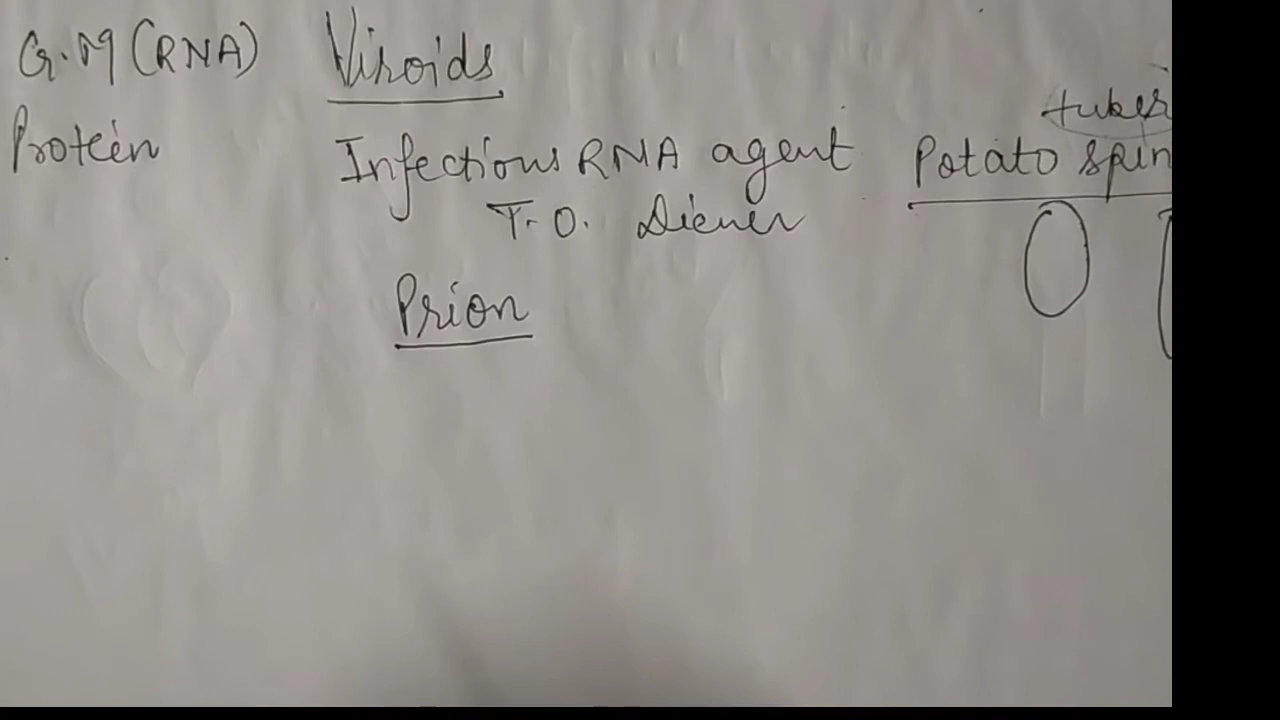 G.M (RNA) Viroids
tuber
Protein Infectious RNA agent Potato spin
T.O. Diener
Prion